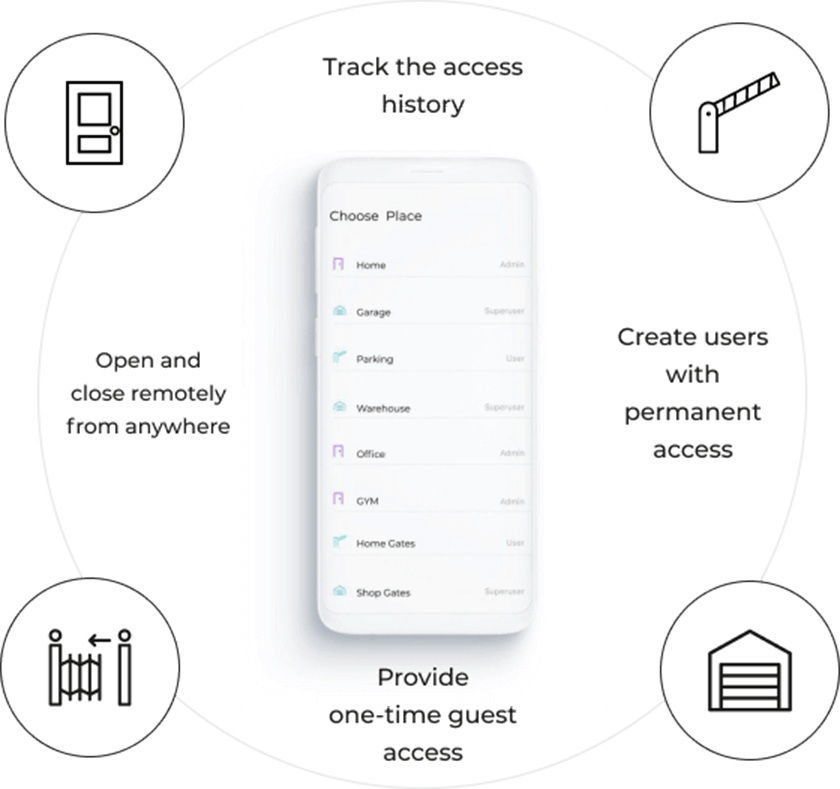 Track the access
history
Choose Place
Home Admin
Garage Superuser
Parking User
Warehouse Superuser
Office Admin
GYM Admin
Home Gates User
Shop Gates Superuser
Open and
close remotely
from anywhere
Create users
with
permanent
access
Provide
one-time guest
access